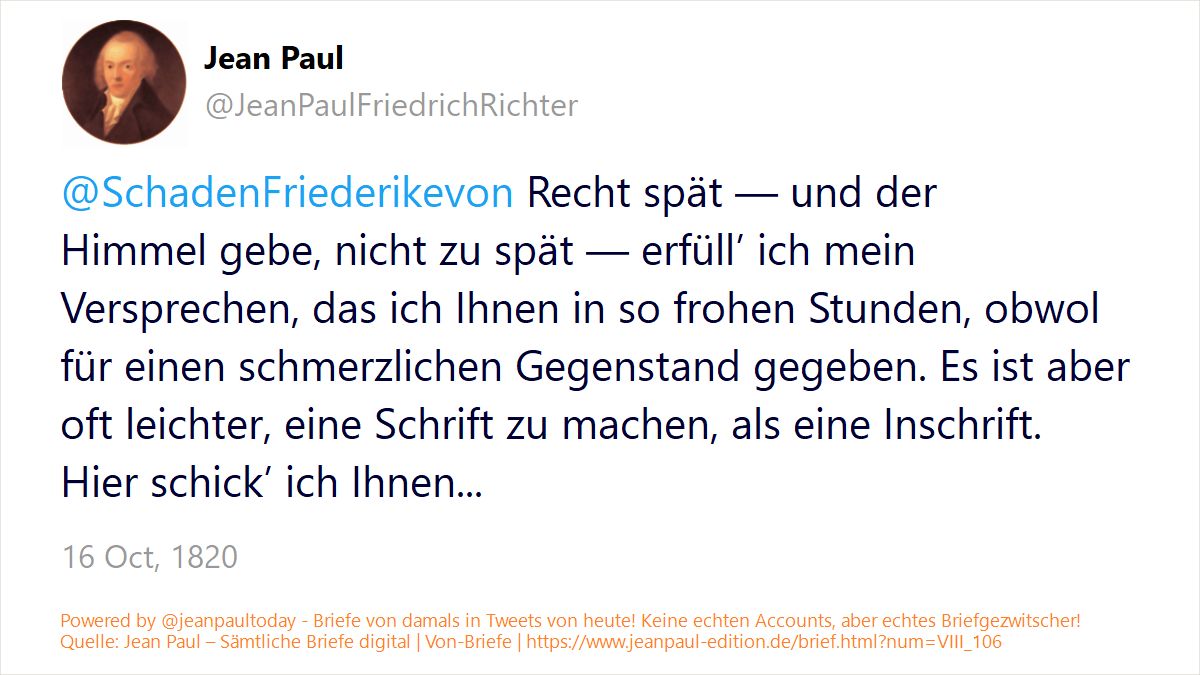 Jean Paul
@JeanPaulFriedrichRichter
@SchadenFriederikevon Recht spät — und der
Himmel gebe, nicht zu spät — erfüll’ ich mein
Versprechen, das ich Ihnen in so frohen Stunden, obwol
für einen schmerzlichen Gegenstand gegeben. Es ist aber
oft leichter, eine Schrift zu machen, als eine Inschrift.
Hier schick’ ich Ihnen...
16 Oct, 1820
Powered by @jeanpaultoday - Briefe von damals in Tweets von heute! Keine echten Accounts, aber echtes Briefgezwitscher!
Quelle: Jean Paul – Sämtliche Briefe digital | Von-Briefe | https://www.jeanpaul-edition.de/brief.html?num=VIII_106